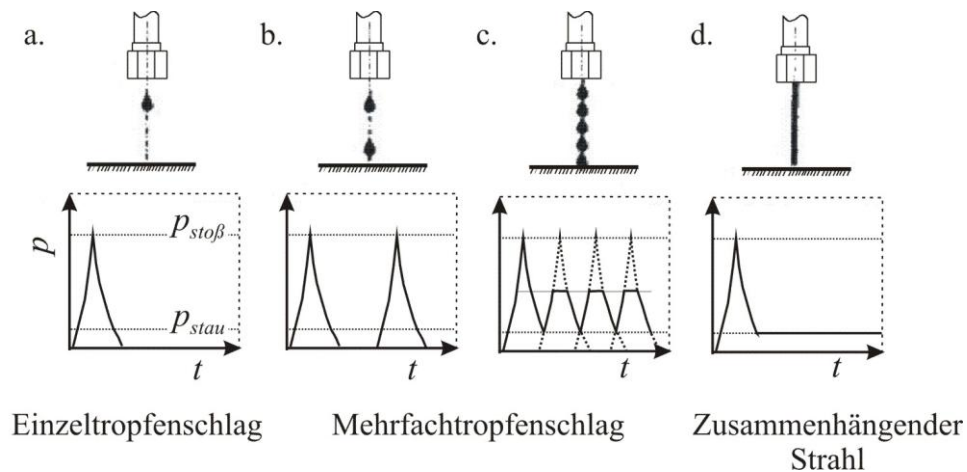 a.
b.
c.
d.
p
p_stoß
p_stau
t
t
t
t
Einzeltropfenschlag
Mehrfachtropfenschlag
Zusammenhängender
Strahl